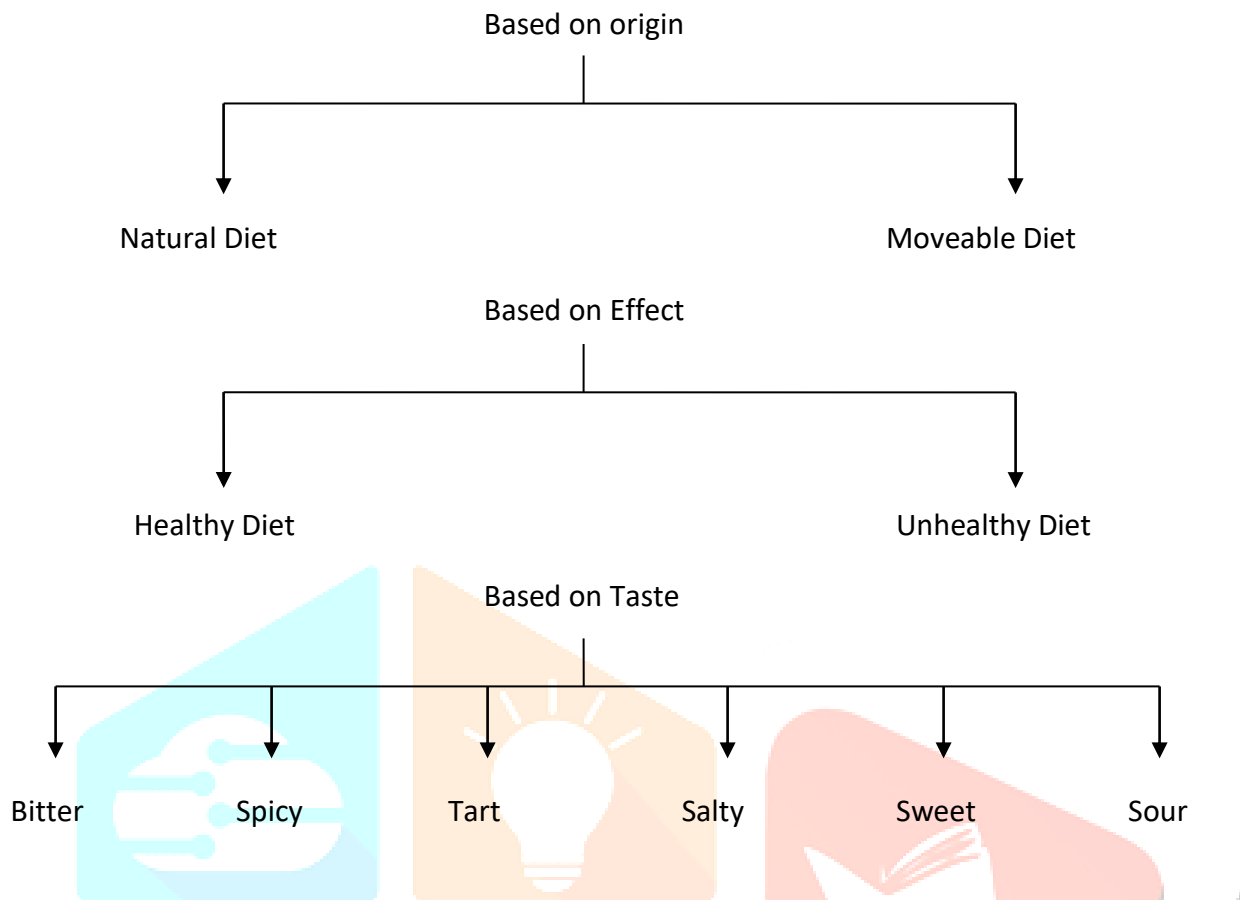 Based on origin
Natural Diet Moveable Diet
Based on Effect
Healthy Diet Unhealthy Diet
Based on Taste
Bitter Spicy Tart Salty Sweet Sour